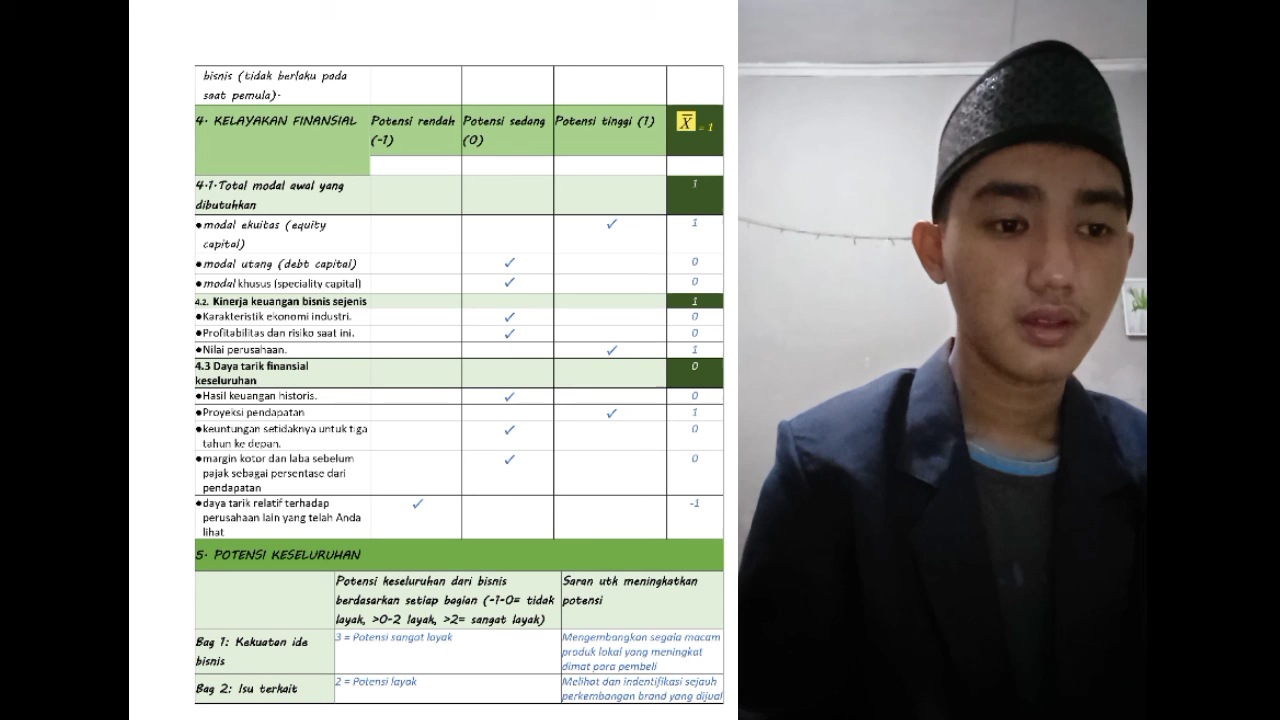 bisnis (tidak berlaku pada
saat pemula).
4. KELAYAKAN FINANSIAL
Potensi rendah
(-1)
Potensi sedang
(0)
Potensi tinggi (1)
X = 1
4.1.Total modal awal yang
dibutuhkan
1
●modal ekuitas (equity
capital)
✓
1
●modal utang (debt capital)
✓
0
●modal khusus (speciality capital)
✓
0
4.2. Kinerja keuangan bisnis sejenis
1
●Karakteristik ekonomi industri.
✓
0
●Profitabilitas dan risiko saat ini.
✓
0
●Nilai perusahaan.
✓
1
4.3 Daya tarik finansial
keseluruhan
0
●Hasil keuangan historis.
✓
0
●Proyeksi pendapatan
✓
1
●keuntungan setidaknya untuk tiga
tahun ke depan.
✓
0
●margin kotor dan laba sebelum
pajak sebagai persentase dari
pendapatan
✓
0
●daya tarik relatif terhadap
perusahaan lain yang telah Anda
lihat
✓
-1
5. POTENSI KESELURUHAN
Potensi keseluruhan dari bisnis
berdasarkan setiap bagian (-1-0= tidak
layak, >0-2 layak, >2= sangat layak)
Saran utk meningkatkan
potensi
Bag 1: Kekuatan ide
bisnis
3 = Potensi sangat layak
Mengembangkan segala macam
produk lokal yang meningkat
dimat para pembeli
Bag 2: Isu terkait
2 = Potensi layak
Melihat dan indentifikasi sejauh
perkembangan brand yang dijual